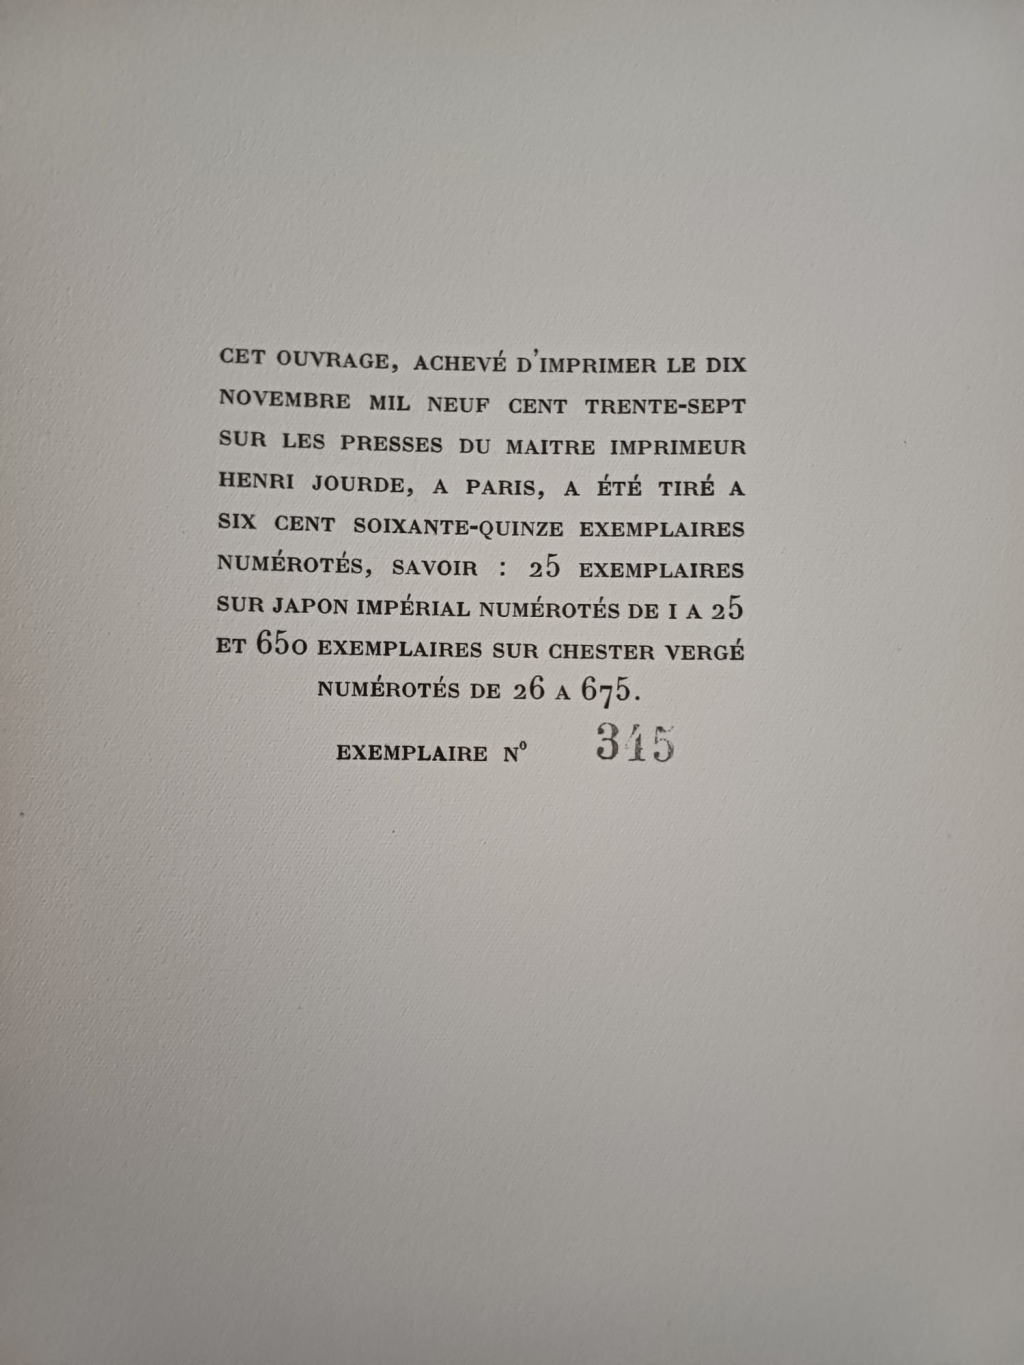 CET OUVRAGE, ACHEVÉ D'IMPRIMER LE DIX
NOVEMBRE MIL NEUF CENT TRENTE-SEPT
SUR LES PRESSES DU MAITRE IMPRIMEUR
HENRI JOURDE, A PARIS, A ÉTÉ TIRÉ A
SIX CENT SOIXANTE-QUINZE EXEMPLAIRES
NUMÉROTÉS, SAVOIR : 25 EXEMPLAIRES
SUR JAPON IMPÉRIAL NUMÉROTÉS DE I A 25
ET 650 EXEMPLAIRES SUR CHESTER VERGÉ
NUMÉROTÉS DE 26 A 675.
EXEMPLAIRE Nº 345